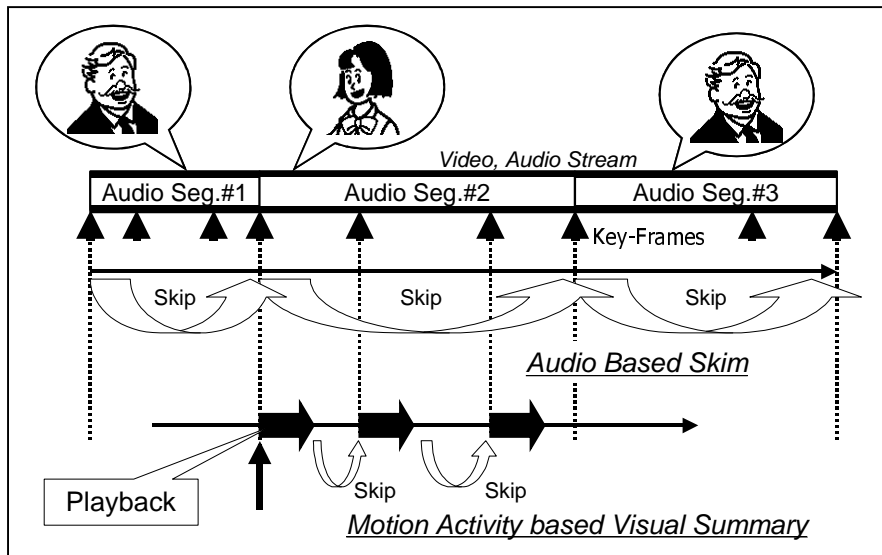 Video, Audio Stream
Audio Seg.#1 Audio Seg.#2 Audio Seg.#3
Key-Frames
Skip Skip Skip
Audio Based Skim
Playback
Skip Skip
Motion Activity based Visual Summary